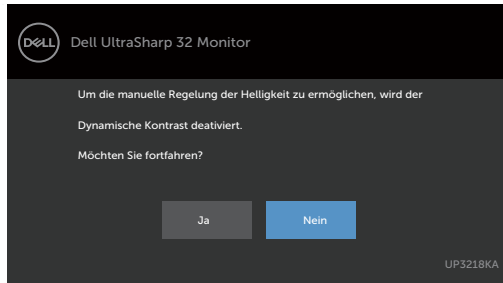 DELL
Dell UltraSharp 32 Monitor
Um die manuelle Regelung der Helligkeit zu ermöglichen, wird der
Dynamische Kontrast deativiert.
Möchten Sie fortfahren?
Ja
Nein
UP3218KA